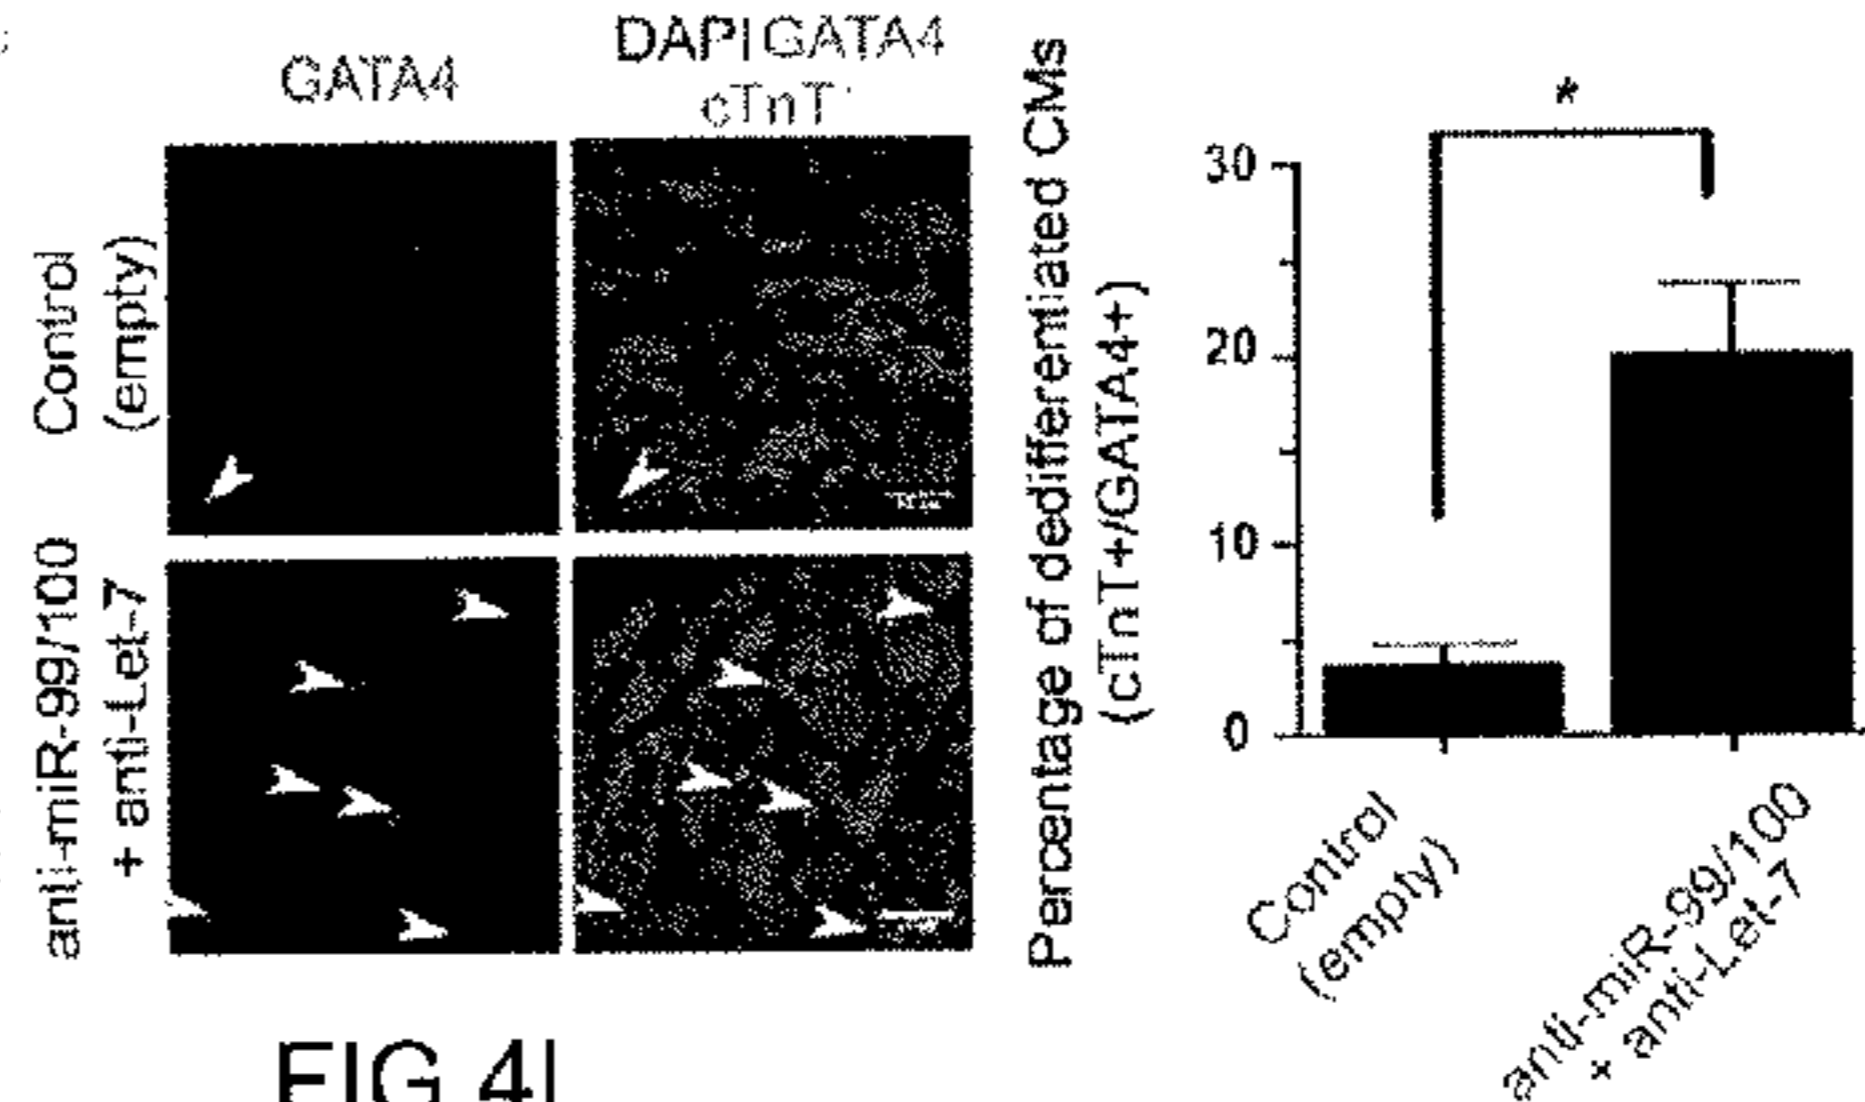 GATA4
DAPI GATA4
cTnT
Control
(empty)
anti-miR-99/100
+ anti-Let-7
Percentage of dedifferentiated CMs
(cTnT+/GATA4+)
*
30
20
10
0
Control
(empty)
anti-miR-99/100
+ anti-Let-7
FIG 4I